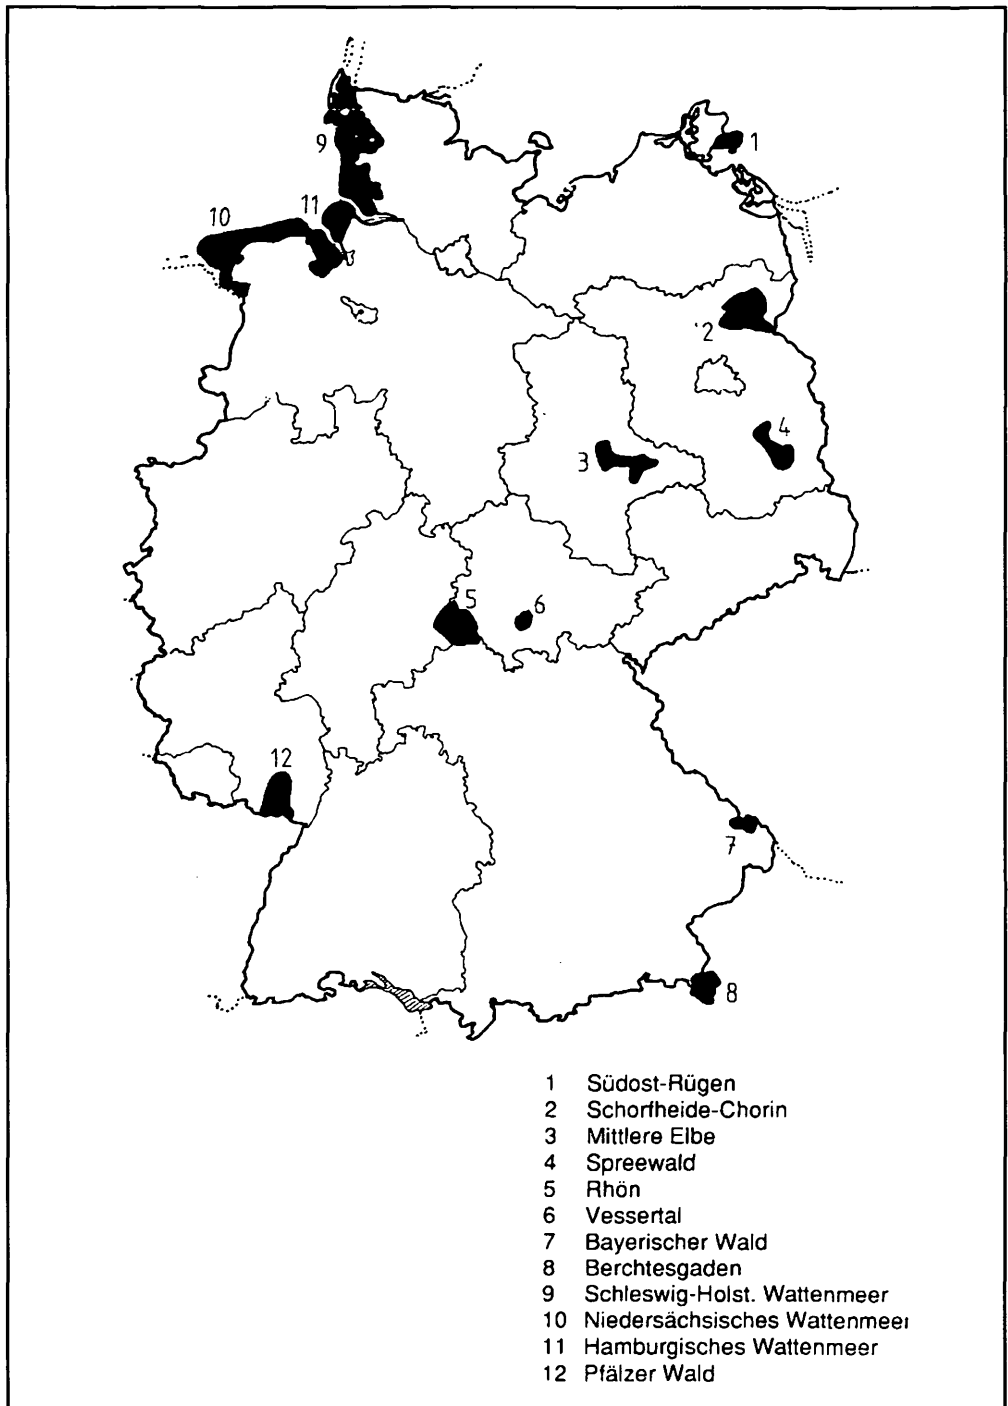 9
1
10
11
2
4
3
5
6
12
7
8
1 Südost-Rügen
2 Schorfheide-Chorin
3 Mittlere Elbe
4 Spreewald
5 Rhön
6 Vessertal
7 Bayerischer Wald
8 Berchtesgaden
9 Schleswig-Holst. Wattenmeer
10 Niedersächsisches Wattenmeer
11 Hamburgisches Wattenmeer
12 Pfälzer Wald